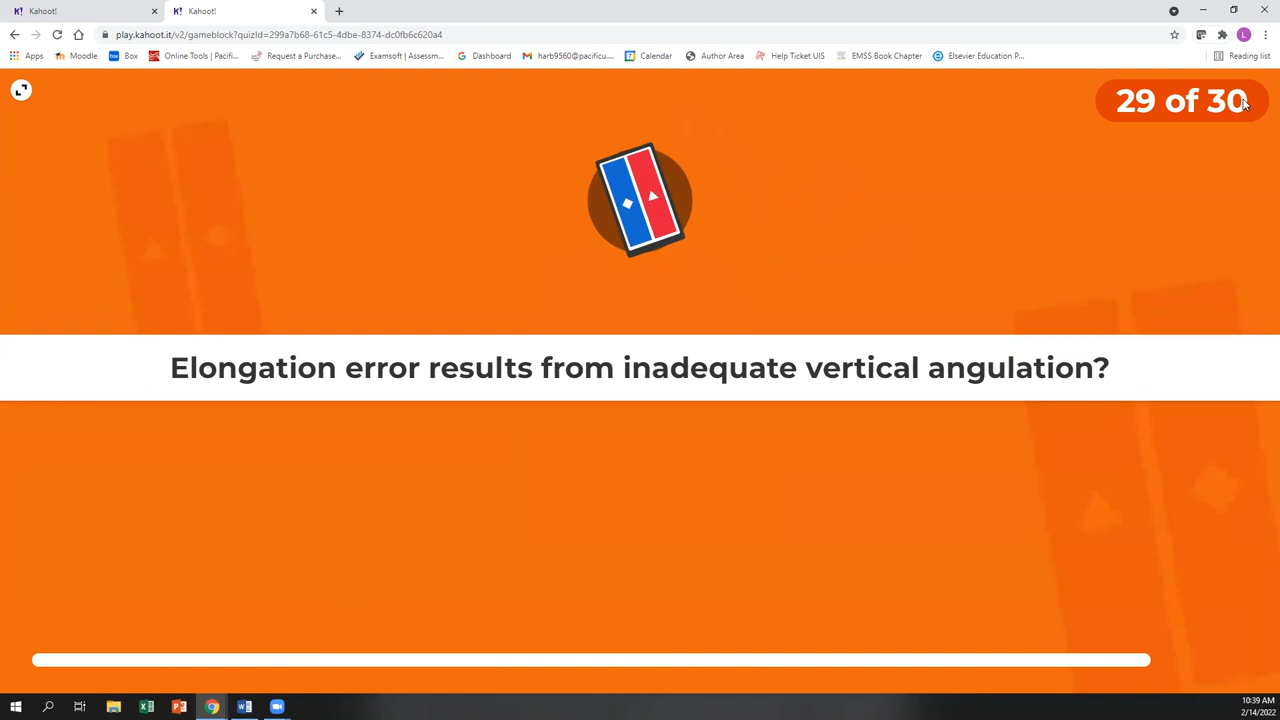 K! Kahoot!
K! Kahoot!
play.kahoot.it/v2/gameblock?quizId=299a7b68-61c5-4dbe-8374-dc0fb6c620a4
L
Apps
Moodle
Box
Online Tools | Pacifi...
Request a Purchase...
Examsoft | Assessm...
Dashboard
harb9560@pacificu....
Calendar
Author Area
Help Ticket UIS
EMSS Book Chapter
Elsevier Education P...
Reading list
29 of 30
Elongation error results from inadequate vertical angulation?
10:39 AM
2/14/2022